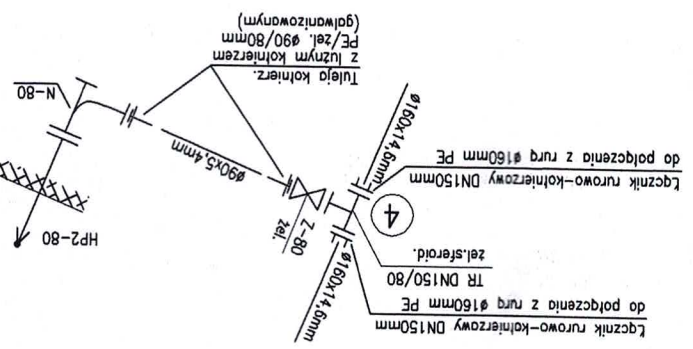 Łącznik rurowo-kołnierzowy DN150mm
do połączenia z rurą ø160mm PE
TR DN150/80
żel.sferoid.
ø160x14,6mm
4
Łącznik rurowo-kołnierzowy DN150mm
do połączenia z rurą ø160mm PE
ø160x14,6mm
Z-80
żel.
ø90x5,4mm
HP2-80
N-80
Tuleja kołnierz.
z luźnym kołnierzem
PE/żel. ø90/80mm
(galwanizowanym)